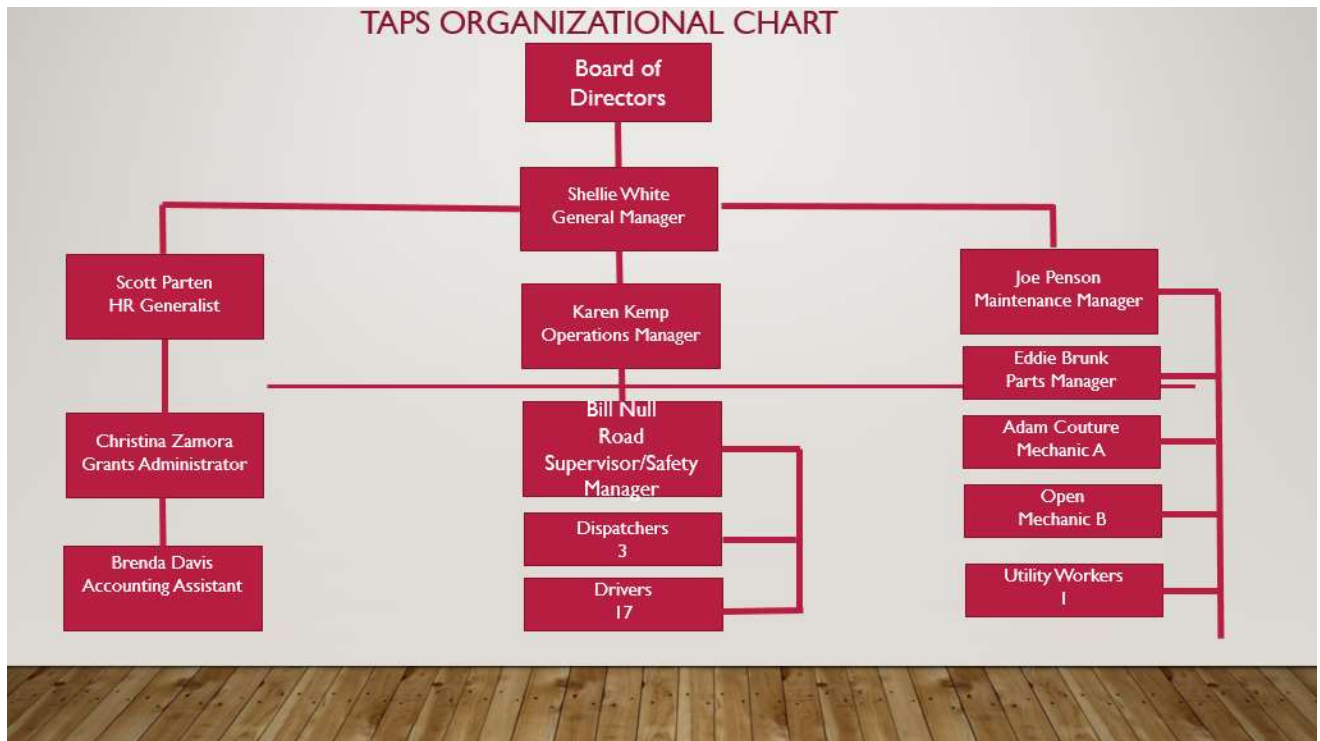 TAPS ORGANIZATIONAL CHART
Board of
Directors
Shellie White
General Manager
Scott Parten
HR Generalist
Karen Kemp
Operations Manager
Joe Penson
Maintenance Manager
Eddie Brunk
Parts Manager
Christina Zamora
Grants Administrator
Bill Null
Road
Supervisor/Safety
Manager
Adam Couture
Mechanic A
Open
Mechanic B
Dispatchers
3
Brenda Davis
Accounting Assistant
Drivers
17
Utility Workers
1